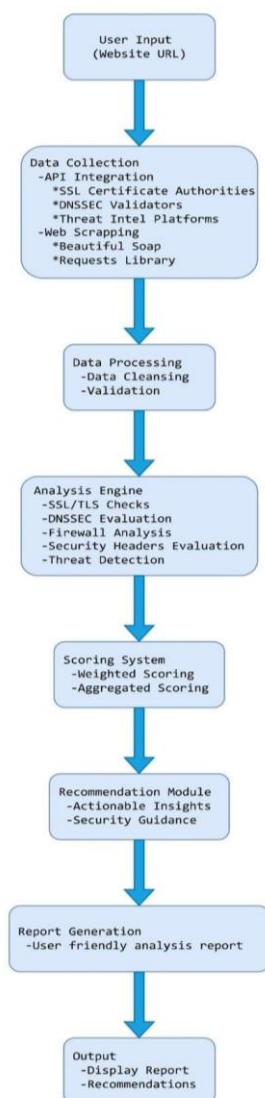 User Input
(Website URL)
Data Collection
-API Integration
*SSL Certificate Authorities
*DNSSEC Validators
*Threat Intel Platforms
-Web Scrapping
*Beautiful Soap
*Requests Library
Data Processing
-Data Cleansing
-Validation
Analysis Engine
-SSL/TLS Checks
-DNSSEC Evaluation
-Firewall Analysis
-Security Headers Evaluation
-Threat Detection
Scoring System
-Weighted Scoring
-Aggregated Scoring
Recommendation Module
-Actionable Insights
-Security Guidance
Report Generation
-User friendly analysis report
Output
-Display Report
-Recommendations